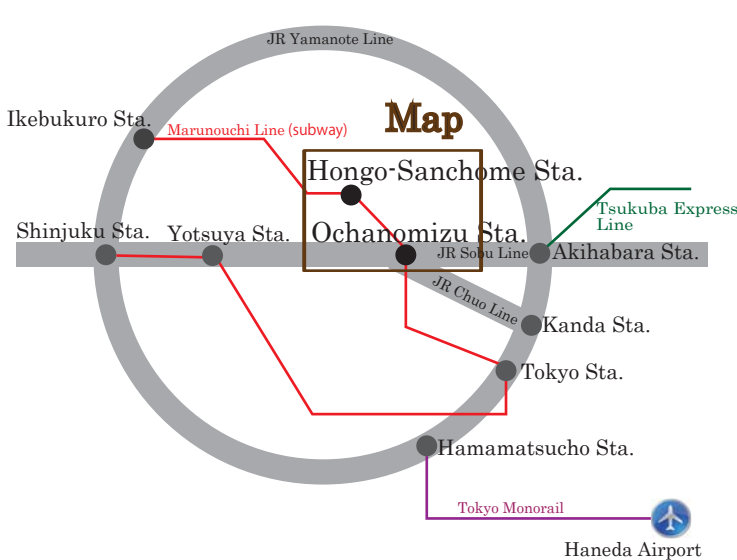 JR Yamanote Line
Map
Ikebukuro Sta.
Marunouchi Line (subway)
Hongo-Sanchome Sta.
Tsukuba Express
Line
Shinjuku Sta.
Yotsuya Sta.
Ochanomizu Sta.
JR Sobu Line
Akihabara Sta.
JR Chuo Line
Kanda Sta.
Tokyo Sta.
Hamamatsucho Sta.
Tokyo Monorail
Haneda Airport